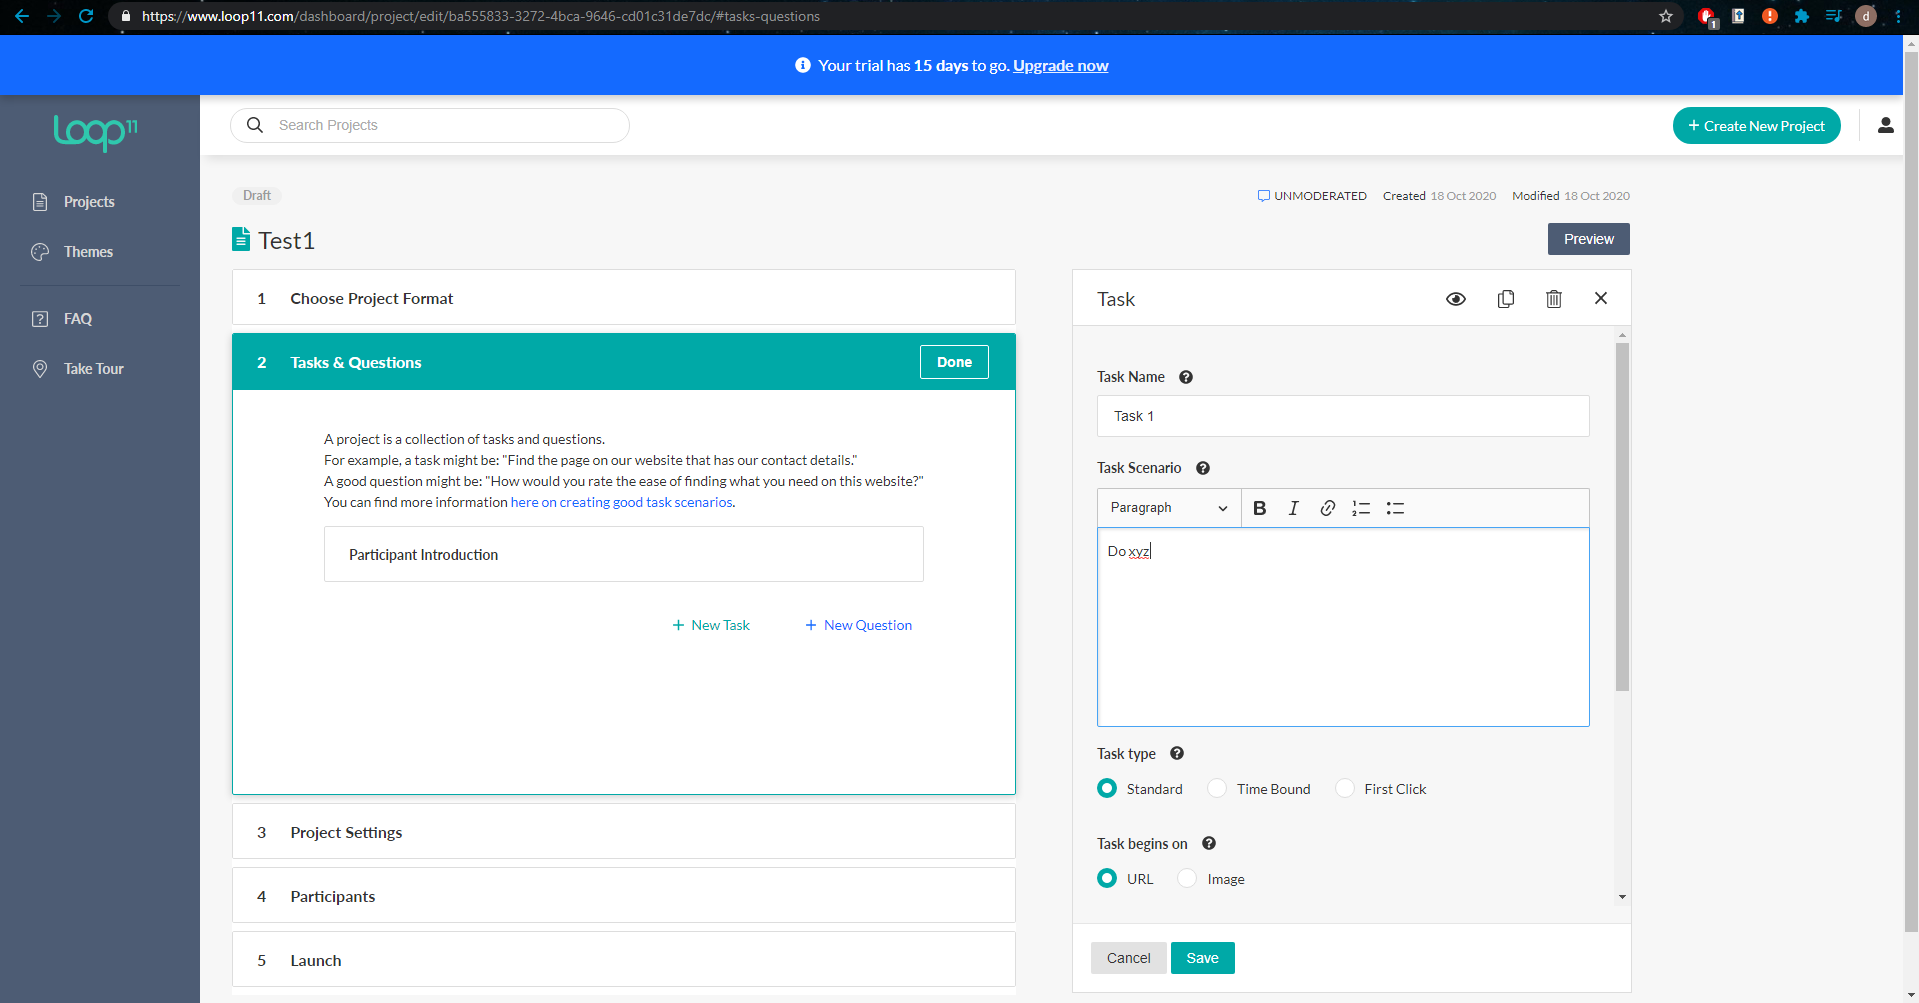 https://www.loop11.com/dashboard/project/edit/ba555833-3272-4bca-9646-cd01c31de7dc/#tasks-questions
1
d
Your trial has 15 days to go. Upgrade now
Loop11
Search Projects
+ Create New Project
Projects
Themes
FAQ
Take Tour
Draft
UNMODERATED Created 18 Oct 2020 Modified 18 Oct 2020
Test1
Preview
1 Choose Project Format
2 Tasks & Questions
Done
A project is a collection of tasks and questions.
For example, a task might be: "Find the page on our website that has our contact details."
A good question might be: "How would you rate the ease of finding what you need on this website?"
You can find more information here on creating good task scenarios.
Participant Introduction
+ New Task
+ New Question
3 Project Settings
4 Participants
5 Launch
Task
Task Name
Task 1
Task Scenario
Paragraph
B I
Do xyz
Task type
Standard Time Bound First Click
Task begins on
URL Image
Cancel Save